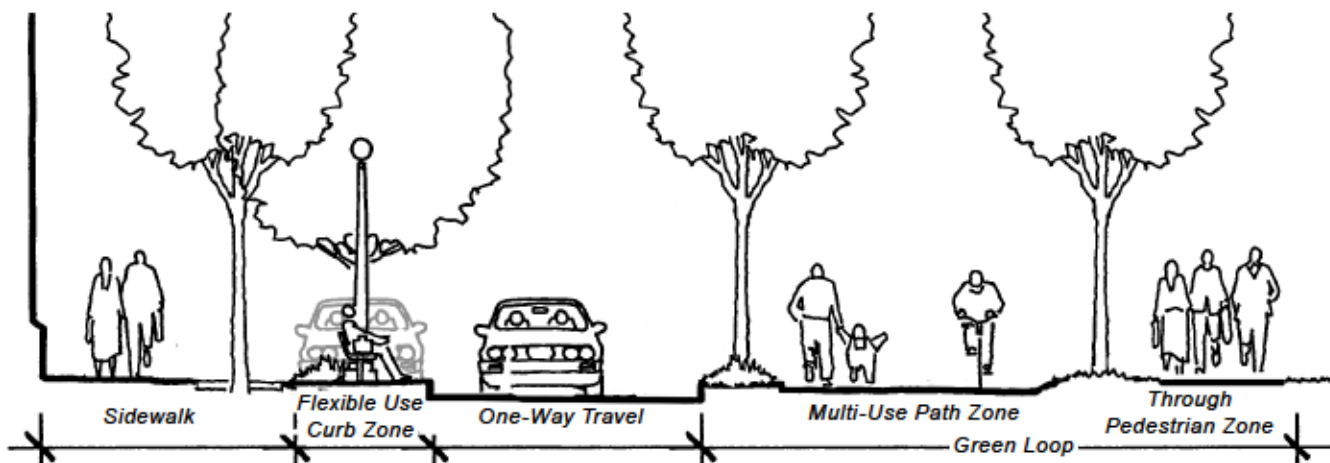 Sidewalk
Flexible Use
Curb Zone
One-Way Travel
Multi-Use Path Zone
Through
Pedestrian Zone
Green Loop